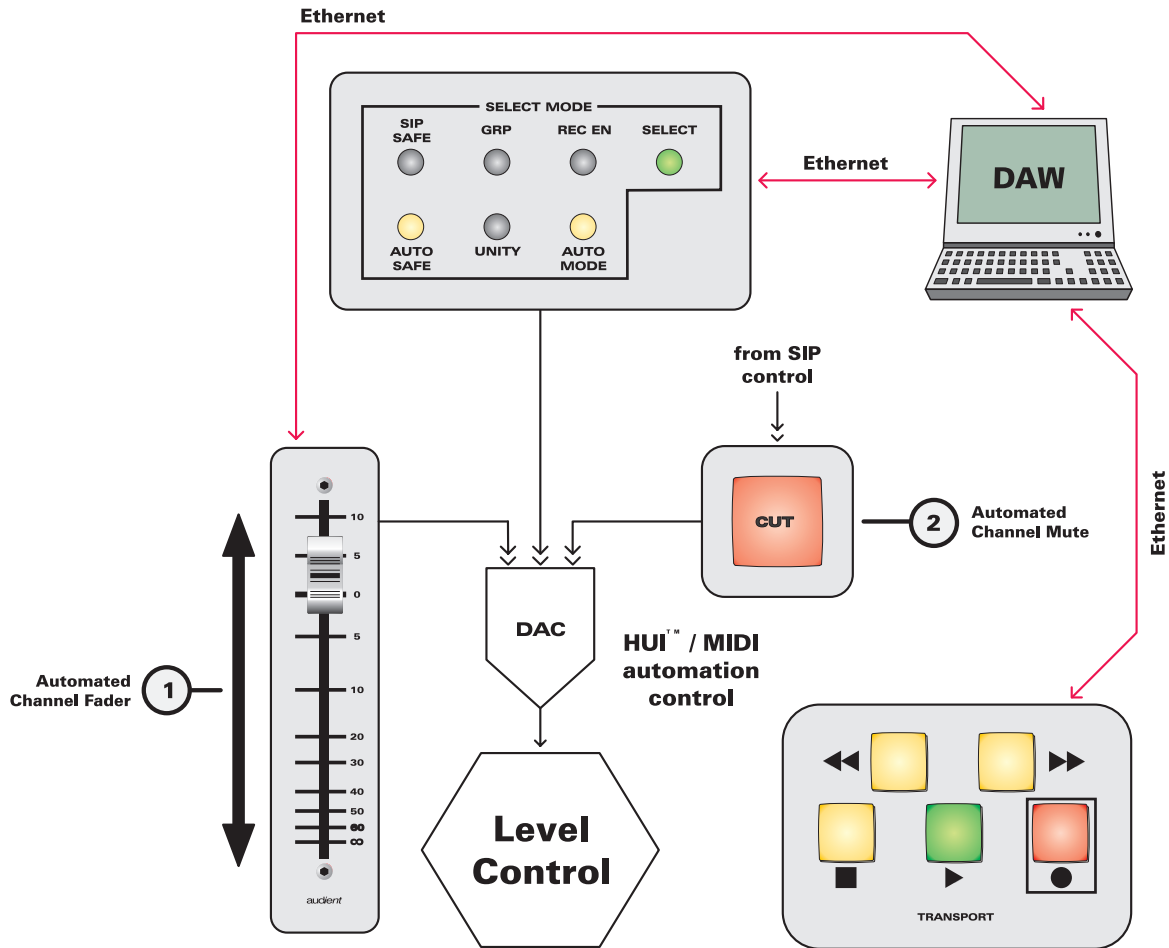 Ethernet
SELECT MODE
SIP
SAFE
GRP
REC EN
SELECT
AUTO
SAFE
UNITY
AUTO
MODE
Ethernet
DAW
from SIP
control
CUT
2
Automated
Channel Mute
Ethernet
10
5
0
5
10
20
30
40
50
60
∞
audient
Automated
Channel Fader
1
DAC
HUI™ / MIDI
automation
control
Level
Control
TRANSPORT